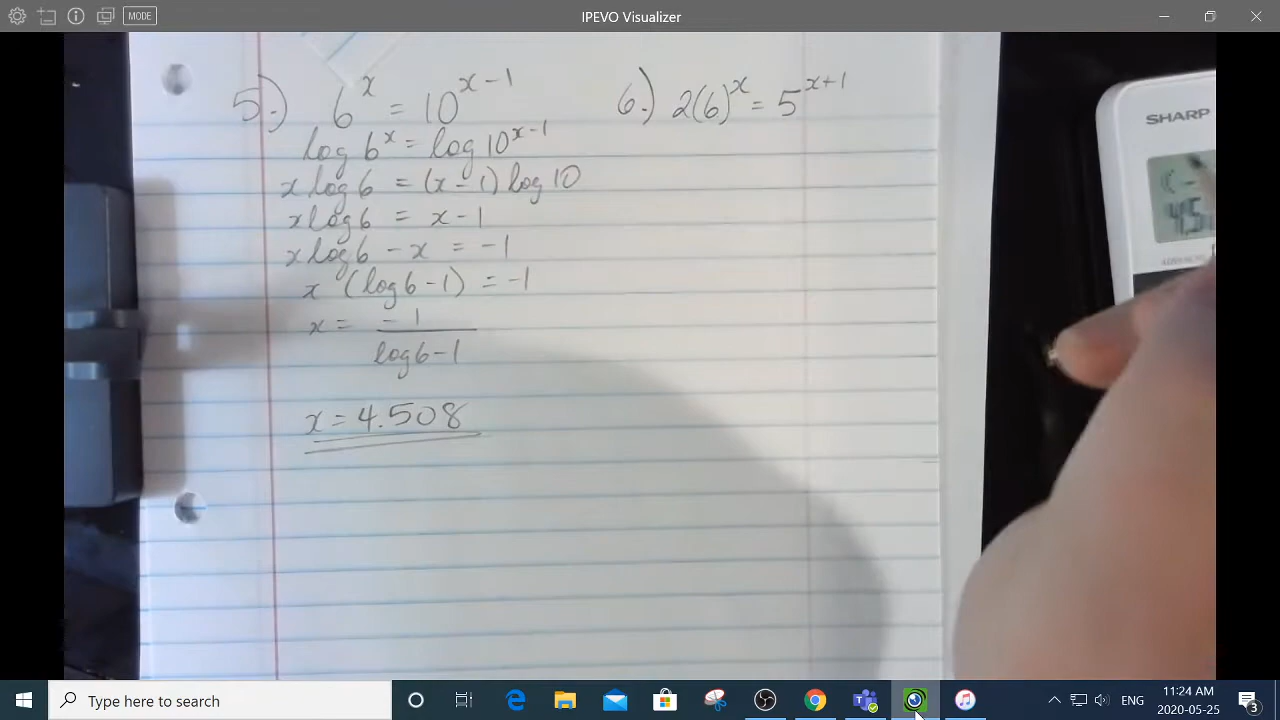 MODE
IPEVO Visualizer
5.) 6^x = 10^(x-1)
log 6^x = log 10^(x-1)
x log 6 = (x-1) log 10
x log 6 = x-1
x log 6 - x = -1
x (log 6 - 1) = -1
x = -1
log 6 - 1
x = 4.508
6.) 2(6)^x = 5^(x+1)
SHARP
Type here to search
ENG
11:24 AM
2020-05-25
3